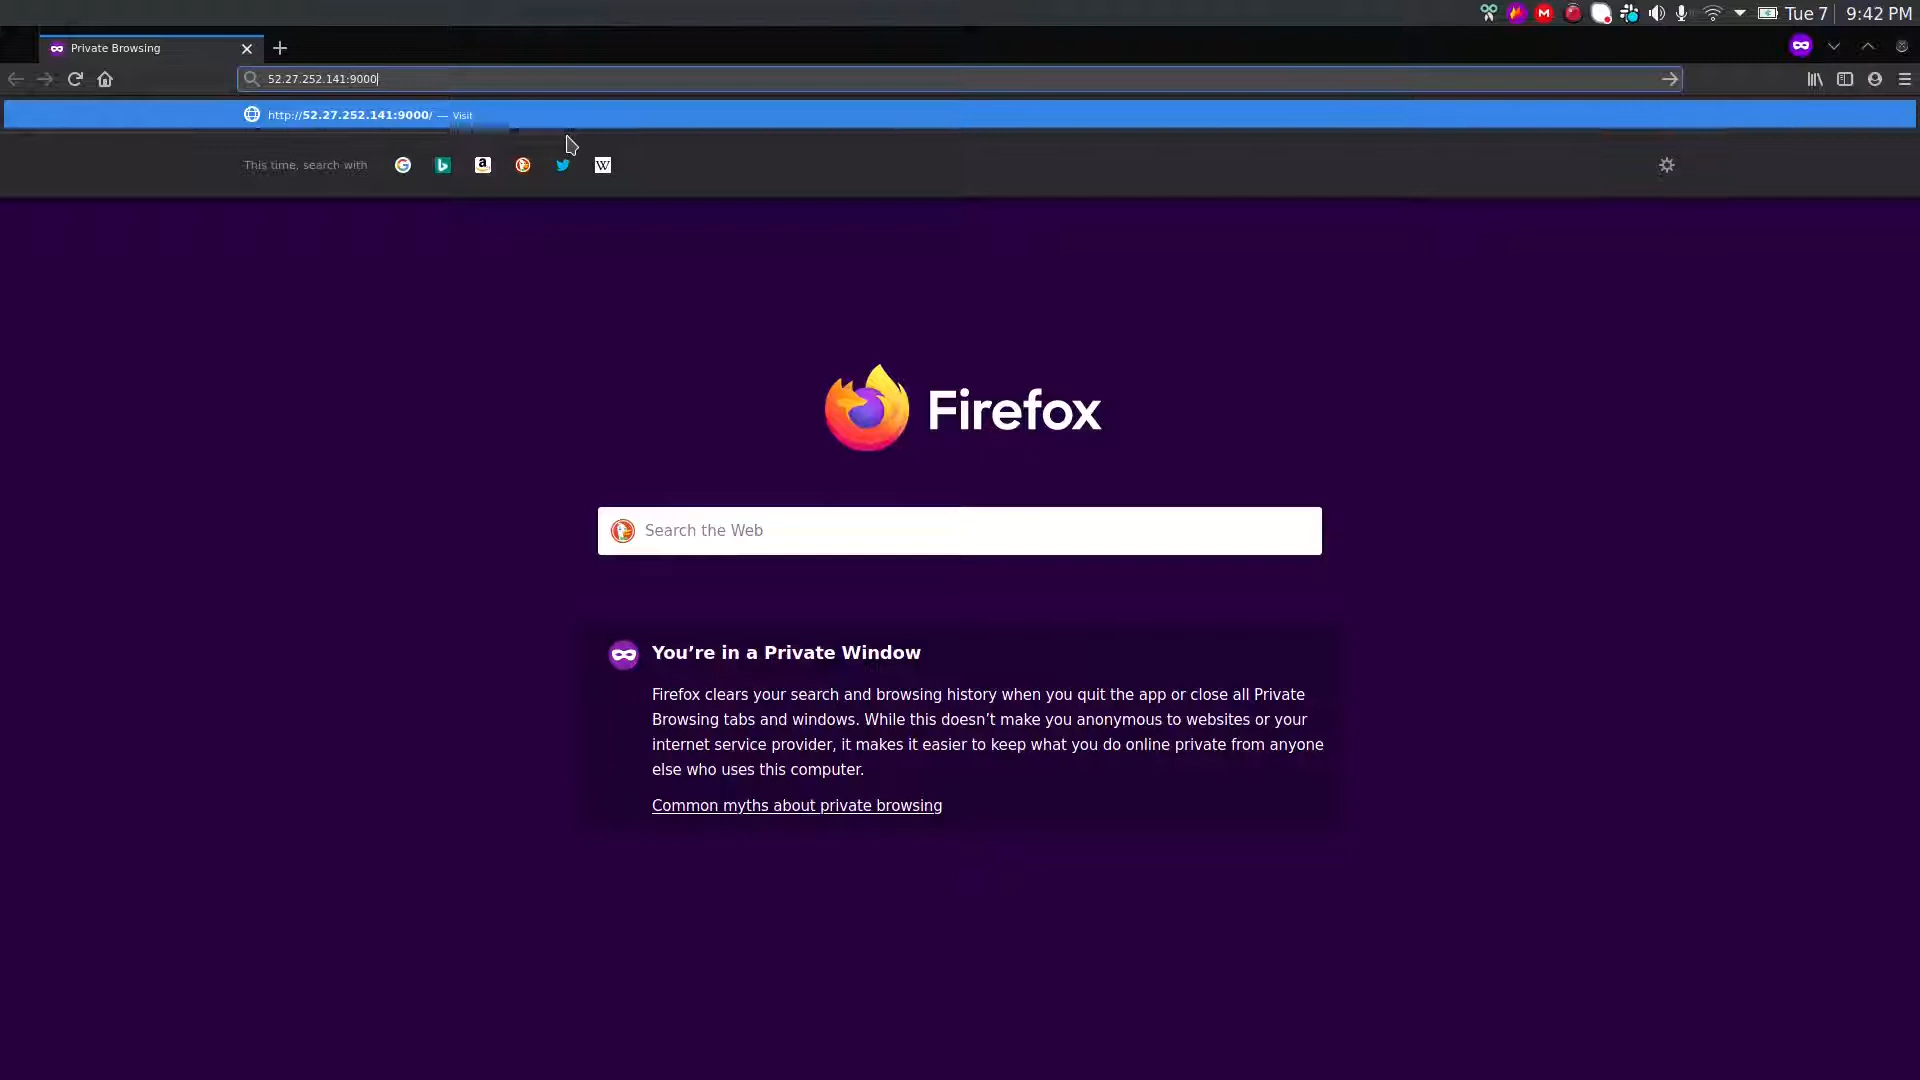 Tue 7 9:42 PM
Private Browsing
52.27.252.141:9000
http://52.27.252.141:9000/ — Visit
This time, search with
Firefox
Search the Web
You’re in a Private Window
Firefox clears your search and browsing history when you quit the app or close all Private
Browsing tabs and windows. While this doesn’t make you anonymous to websites or your
internet service provider, it makes it easier to keep what you do online private from anyone
else who uses this computer.
Common myths about private browsing